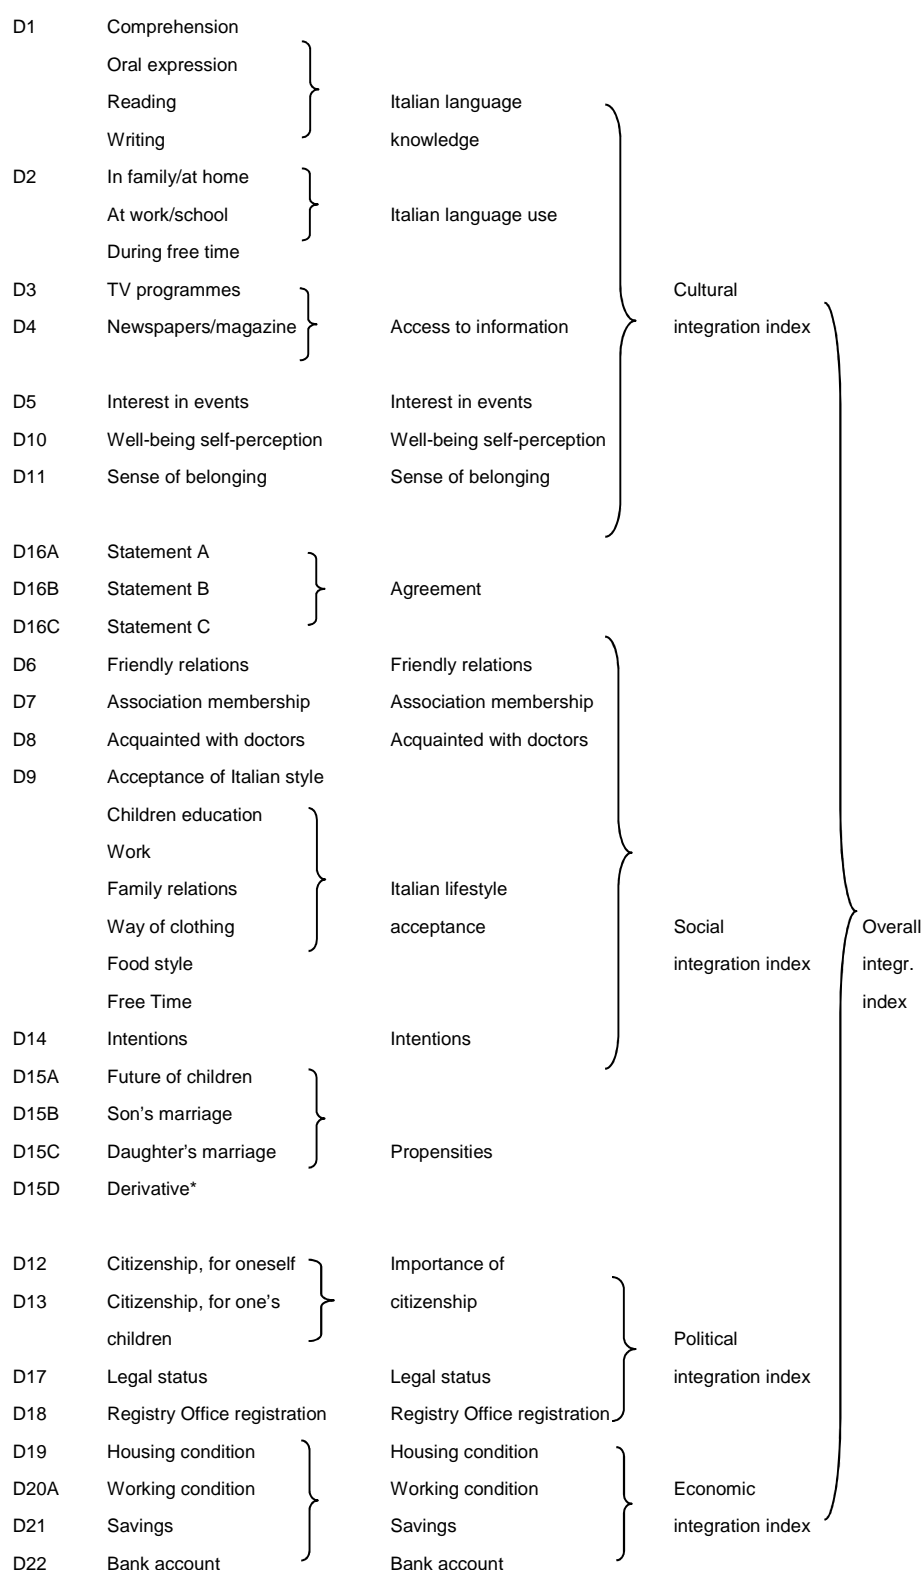 D1 Comprehension
Oral expression
Reading Italian language
Writing knowledge
D2 In family/at home
At work/school Italian language use
During free time
D3 TV programmes Cultural
D4 Newspapers/magazine Access to information integration index
D5 Interest in events Interest in events
D10 Well-being self-perception Well-being self-perception
D11 Sense of belonging Sense of belonging
D16A Statement A
D16B Statement B Agreement
D16C Statement C
D6 Friendly relations Friendly relations
D7 Association membership Association membership
D8 Acquainted with doctors Acquainted with doctors
D9 Acceptance of Italian style
Children education
Work
Family relations Italian lifestyle
Way of clothing acceptance Social Overall
Food style integration index integr.
Free Time index
D14 Intentions Intentions
D15A Future of children
D15B Son's marriage
D15C Daughter's marriage Propensities
D15D Derivative*
D12 Citizenship, for oneself Importance of
D13 Citizenship, for one's citizenship
children Political
D17 Legal status Legal status integration index
D18 Registry Office registration Registry Office registration
D19 Housing condition Housing condition
D20A Working condition Working condition Economic
D21 Savings Savings integration index
D22 Bank account Bank account